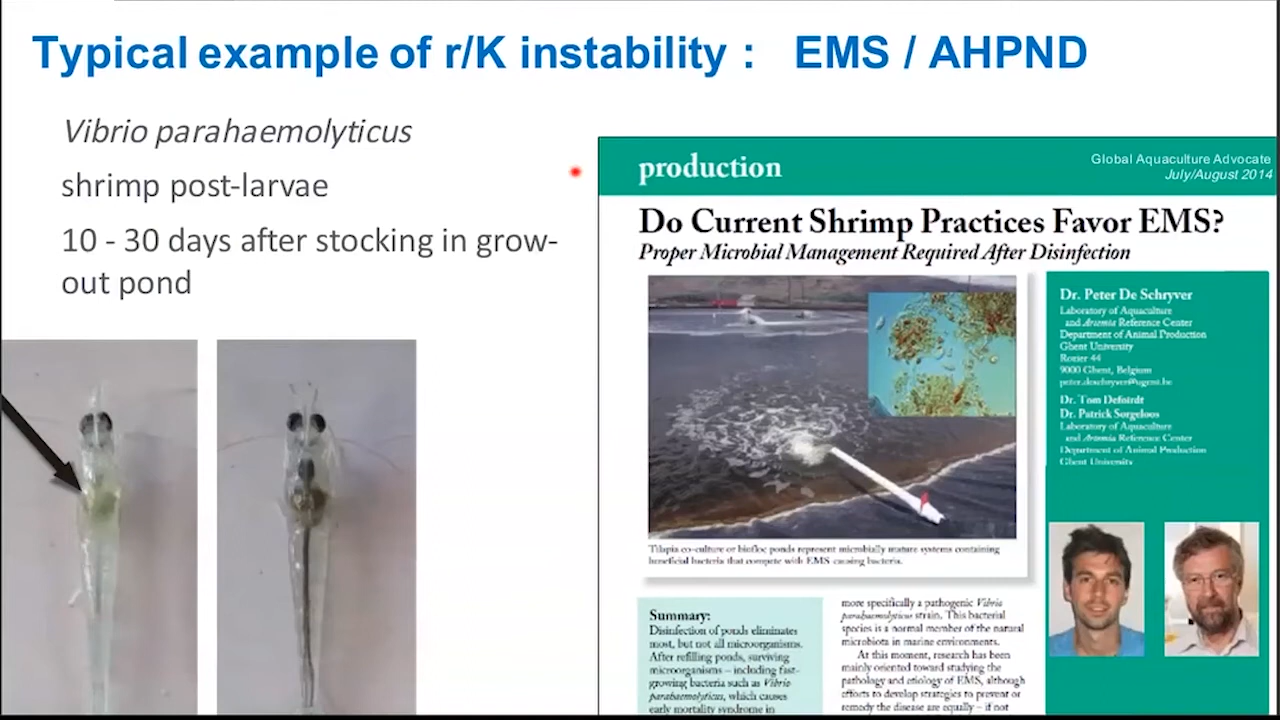 Typical example of r/K instability : EMS / AHPND
Vibrio parahaemolyticus
shrimp post-larvae
10 - 30 days after stocking in grow-
out pond
production
Global Aquaculture Advocate
July/August 2014
Do Current Shrimp Practices Favor EMS?
Proper Microbial Management Required After Disinfection
Dr. Peter De Schryver
Laboratory of Aquaculture
and Artemia Reference Center
Department of Animal Production
Ghent University
Rozier 44
9000 Ghent, Belgium
peter.deschryver@ugent.be
Dr. Tom Defoirdt
Dr. Patrick Sorgeloos
Laboratory of Aquaculture
and Artemia Reference Center
Department of Animal Production
Ghent University
Tilapia co-culture or biofloc ponds represent microbially mature systems containing
beneficial bacteria that compete with EMS-causing bacteria.
Summary:
Disinfection of ponds eliminates
most, but not all microorganisms.
After refilling ponds, surviving
microorganisms – including fast-
growing bacteria such as Vibrio
parahaemolyticus, which causes
early mortality syndrome in
more specifically a pathogenic Vibrio
parahaemolyticus strain. This bacterial
species is a normal member of the natural
microbiota in marine environments.
At this moment, research has been
mainly oriented toward studying the
pathology and etiology of EMS, although
efforts to develop strategies to prevent or
remedy the disease are equally – if not